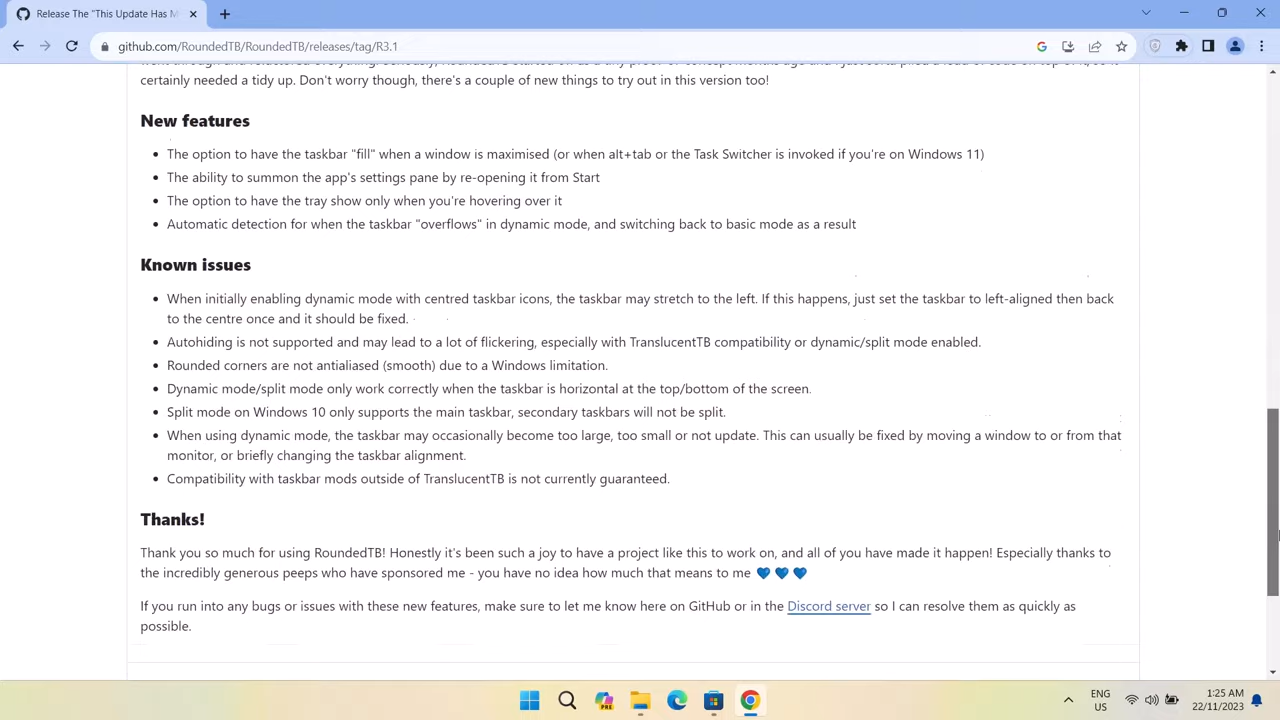 Release The "This Update Has M
github.com/RoundedTB/RoundedTB/releases/tag/R3.1
certainly needed a tidy up. Don't worry though, there's a couple of new things to try out in this version too!
New features
The option to have the taskbar "fill" when a window is maximised (or when alt+tab or the Task Switcher is invoked if you're on Windows 11)
The ability to summon the app's settings pane by re-opening it from Start
The option to have the tray show only when you're hovering over it
Automatic detection for when the taskbar "overflows" in dynamic mode, and switching back to basic mode as a result
Known issues
When initially enabling dynamic mode with centred taskbar icons, the taskbar may stretch to the left. If this happens, just set the taskbar to left-aligned then back
to the centre once and it should be fixed.
Autohiding is not supported and may lead to a lot of flickering, especially with TranslucentTB compatibility or dynamic/split mode enabled.
Rounded corners are not antialiased (smooth) due to a Windows limitation.
Dynamic mode/split mode only work correctly when the taskbar is horizontal at the top/bottom of the screen.
Split mode on Windows 10 only supports the main taskbar, secondary taskbars will not be split.
When using dynamic mode, the taskbar may occasionally become too large, too small or not update. This can usually be fixed by moving a window to or from that
monitor, or briefly changing the taskbar alignment.
Compatibility with taskbar mods outside of TranslucentTB is not currently guaranteed.
Thanks!
Thank you so much for using RoundedTB! Honestly it's been such a joy to have a project like this to work on, and all of you have made it happen! Especially thanks to
the incredibly generous peeps who have sponsored me - you have no idea how much that means to me 💙 💙 💙
If you run into any bugs or issues with these new features, make sure to let me know here on GitHub or in the Discord server so I can resolve them as quickly as
possible.
PRE
ENG
US
1:25 AM
22/11/2023